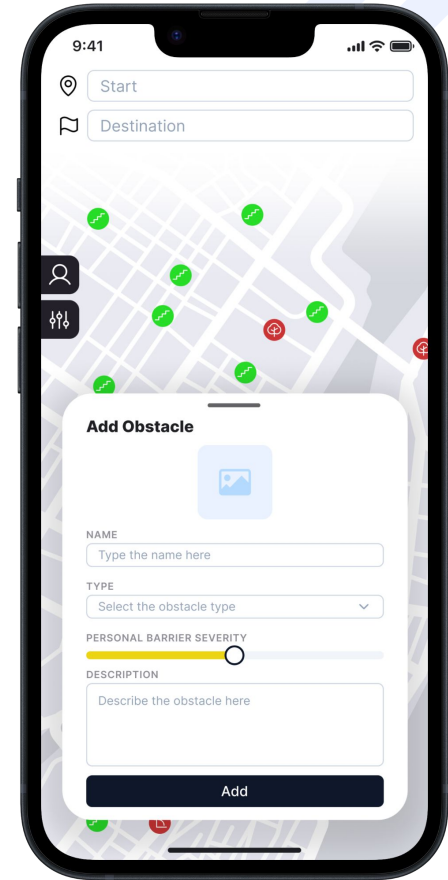 9:41
Start
Destination
Add Obstacle
NAME
Type the name here
TYPE
Select the obstacle type
PERSONAL BARRIER SEVERITY
DESCRIPTION
Describe the obstacle here
Add